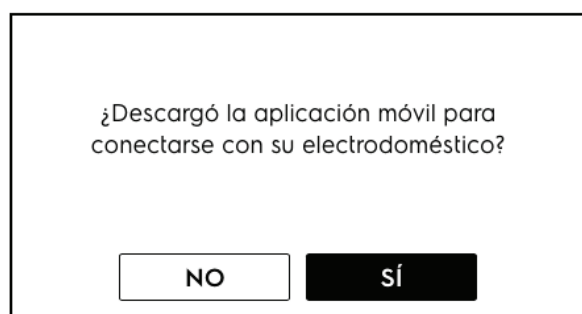 ¿Descargó la aplicación móvil para
conectarse con su electrodoméstico?
NO
SÍ